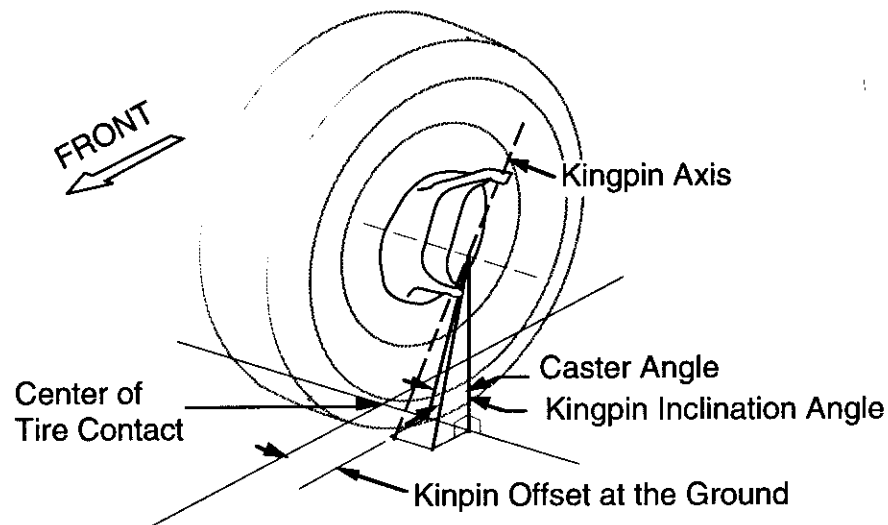 FRONT
Kingpin Axis
Center of
Tire Contact
Caster Angle
Kingpin Inclination Angle
Kinpin Offset at the Ground